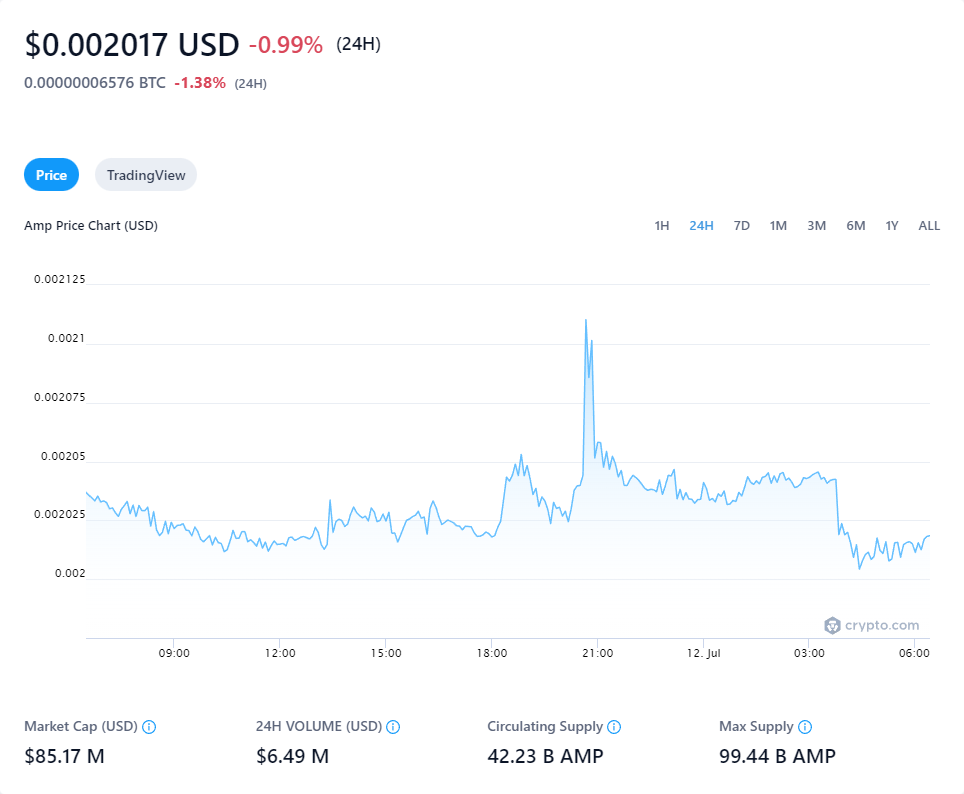 $0.002017 USD -0.99% (24H)
0.00000006576 BTC -1.38% (24H)
Price TradingView
Amp Price Chart (USD) 1H 24H 7D 1M 3M 6M 1Y ALL
0.002125
0.0021
0.002075
0.00205
0.002025
0.002
crypto.com
09:00 12:00 15:00 18:00 21:00 12. Jul 03:00 06:00
Market Cap (USD) 24H VOLUME (USD) Circulating Supply Max Supply
$85.17 M $6.49 M 42.23 B AMP 99.44 B AMP